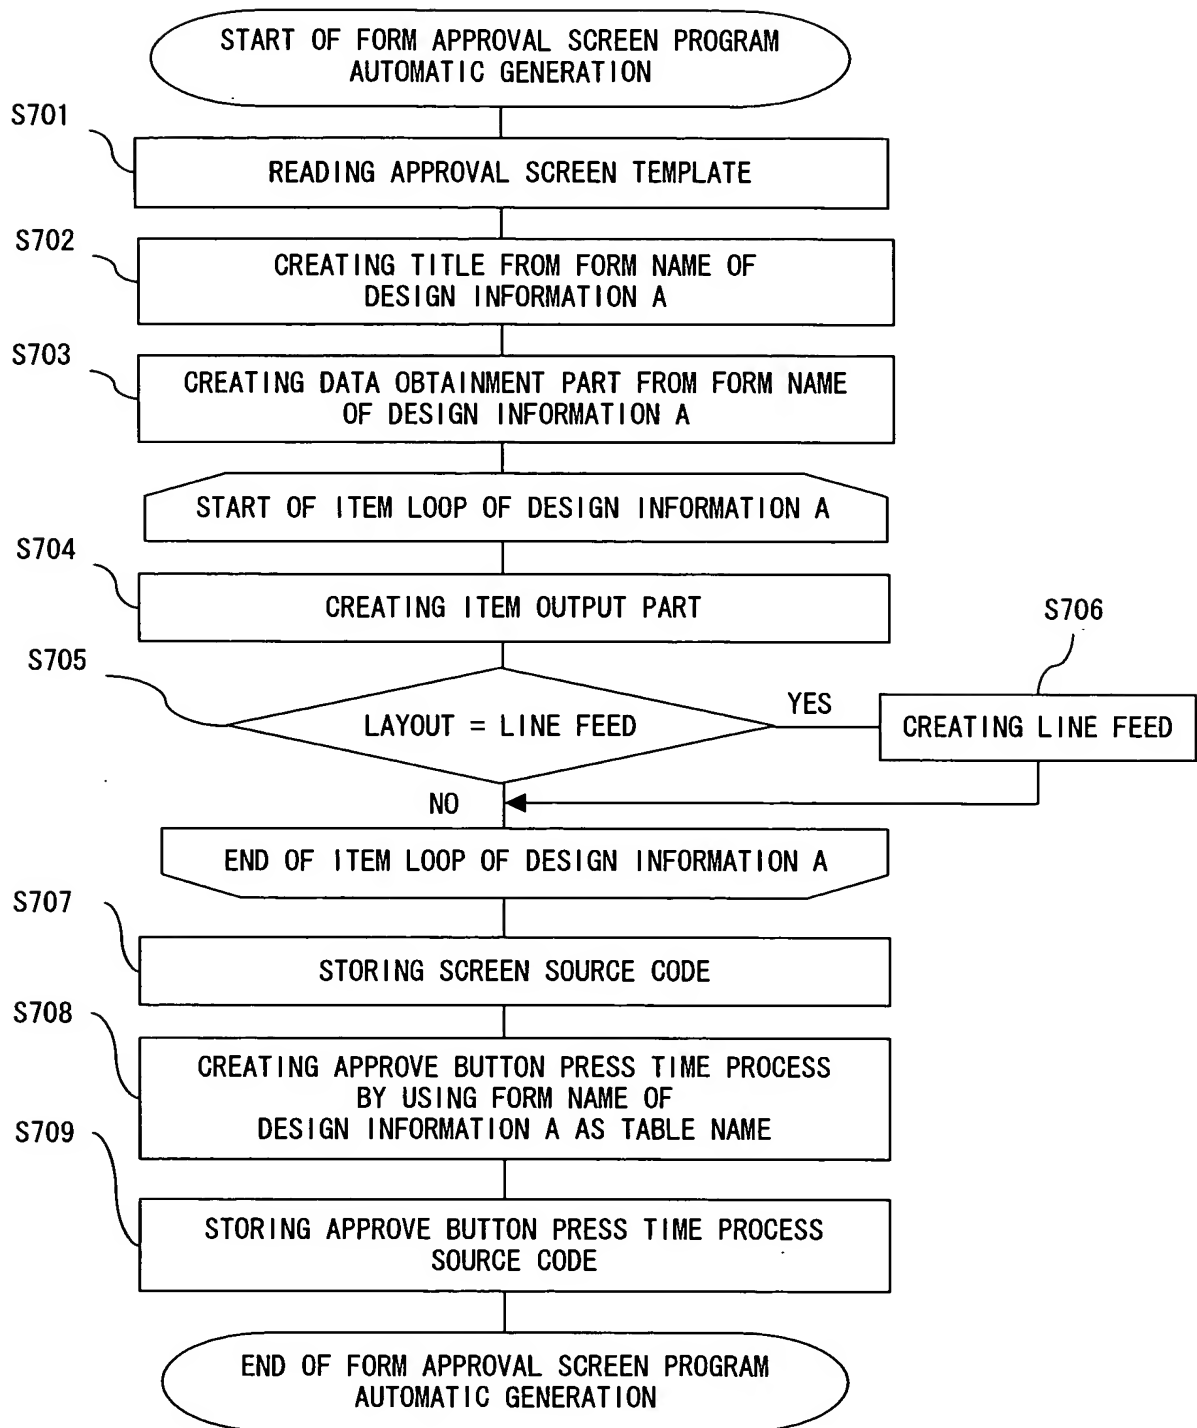 START OF FORM APPROVAL SCREEN PROGRAM
AUTOMATIC GENERATION
S701
READING APPROVAL SCREEN TEMPLATE
S702
CREATING TITLE FROM FORM NAME OF
DESIGN INFORMATION A
S703
CREATING DATA OBTAINMENT PART FROM FORM NAME
OF DESIGN INFORMATION A
START OF ITEM LOOP OF DESIGN INFORMATION A
S704
CREATING ITEM OUTPUT PART
S706
S705
LAYOUT = LINE FEED
YES
CREATING LINE FEED
NO
END OF ITEM LOOP OF DESIGN INFORMATION A
S707
STORING SCREEN SOURCE CODE
S708
CREATING APPROVE BUTTON PRESS TIME PROCESS
BY USING FORM NAME OF
DESIGN INFORMATION A AS TABLE NAME
S709
STORING APPROVE BUTTON PRESS TIME PROCESS
SOURCE CODE
END OF FORM APPROVAL SCREEN PROGRAM
AUTOMATIC GENERATION